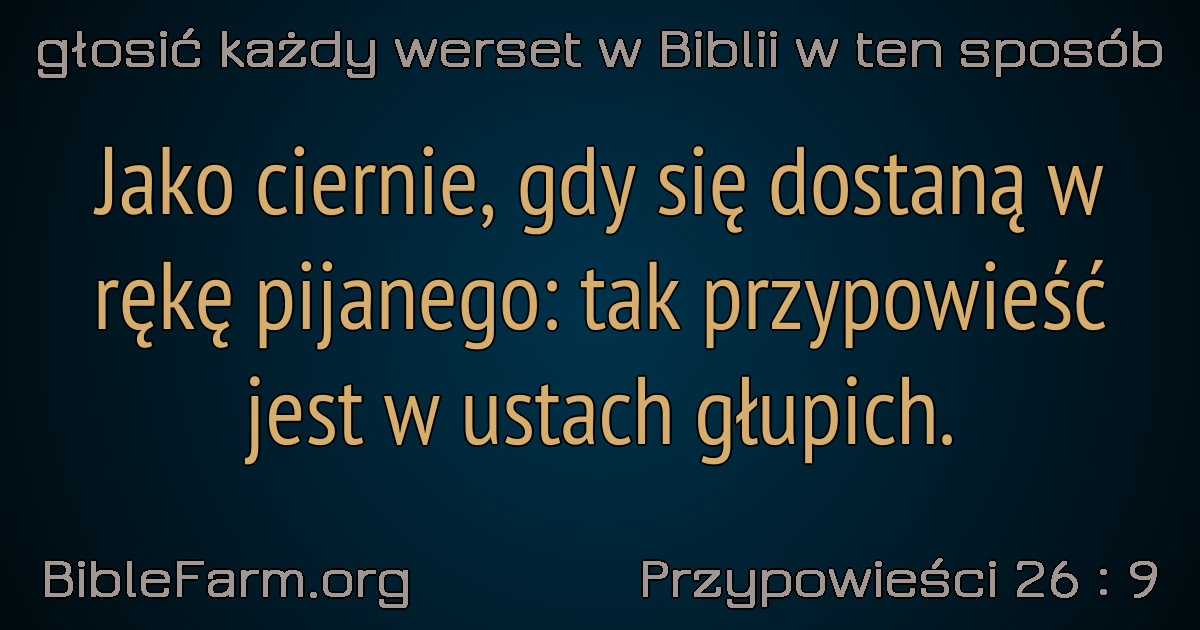 głosić każdy werset w Biblii w ten sposób
Jako ciernie, gdy się dostaną w
rękę pijanego: tak przypowieść
jest w ustach głupich.
BibleFarm.org
Przypowieści 26 : 9